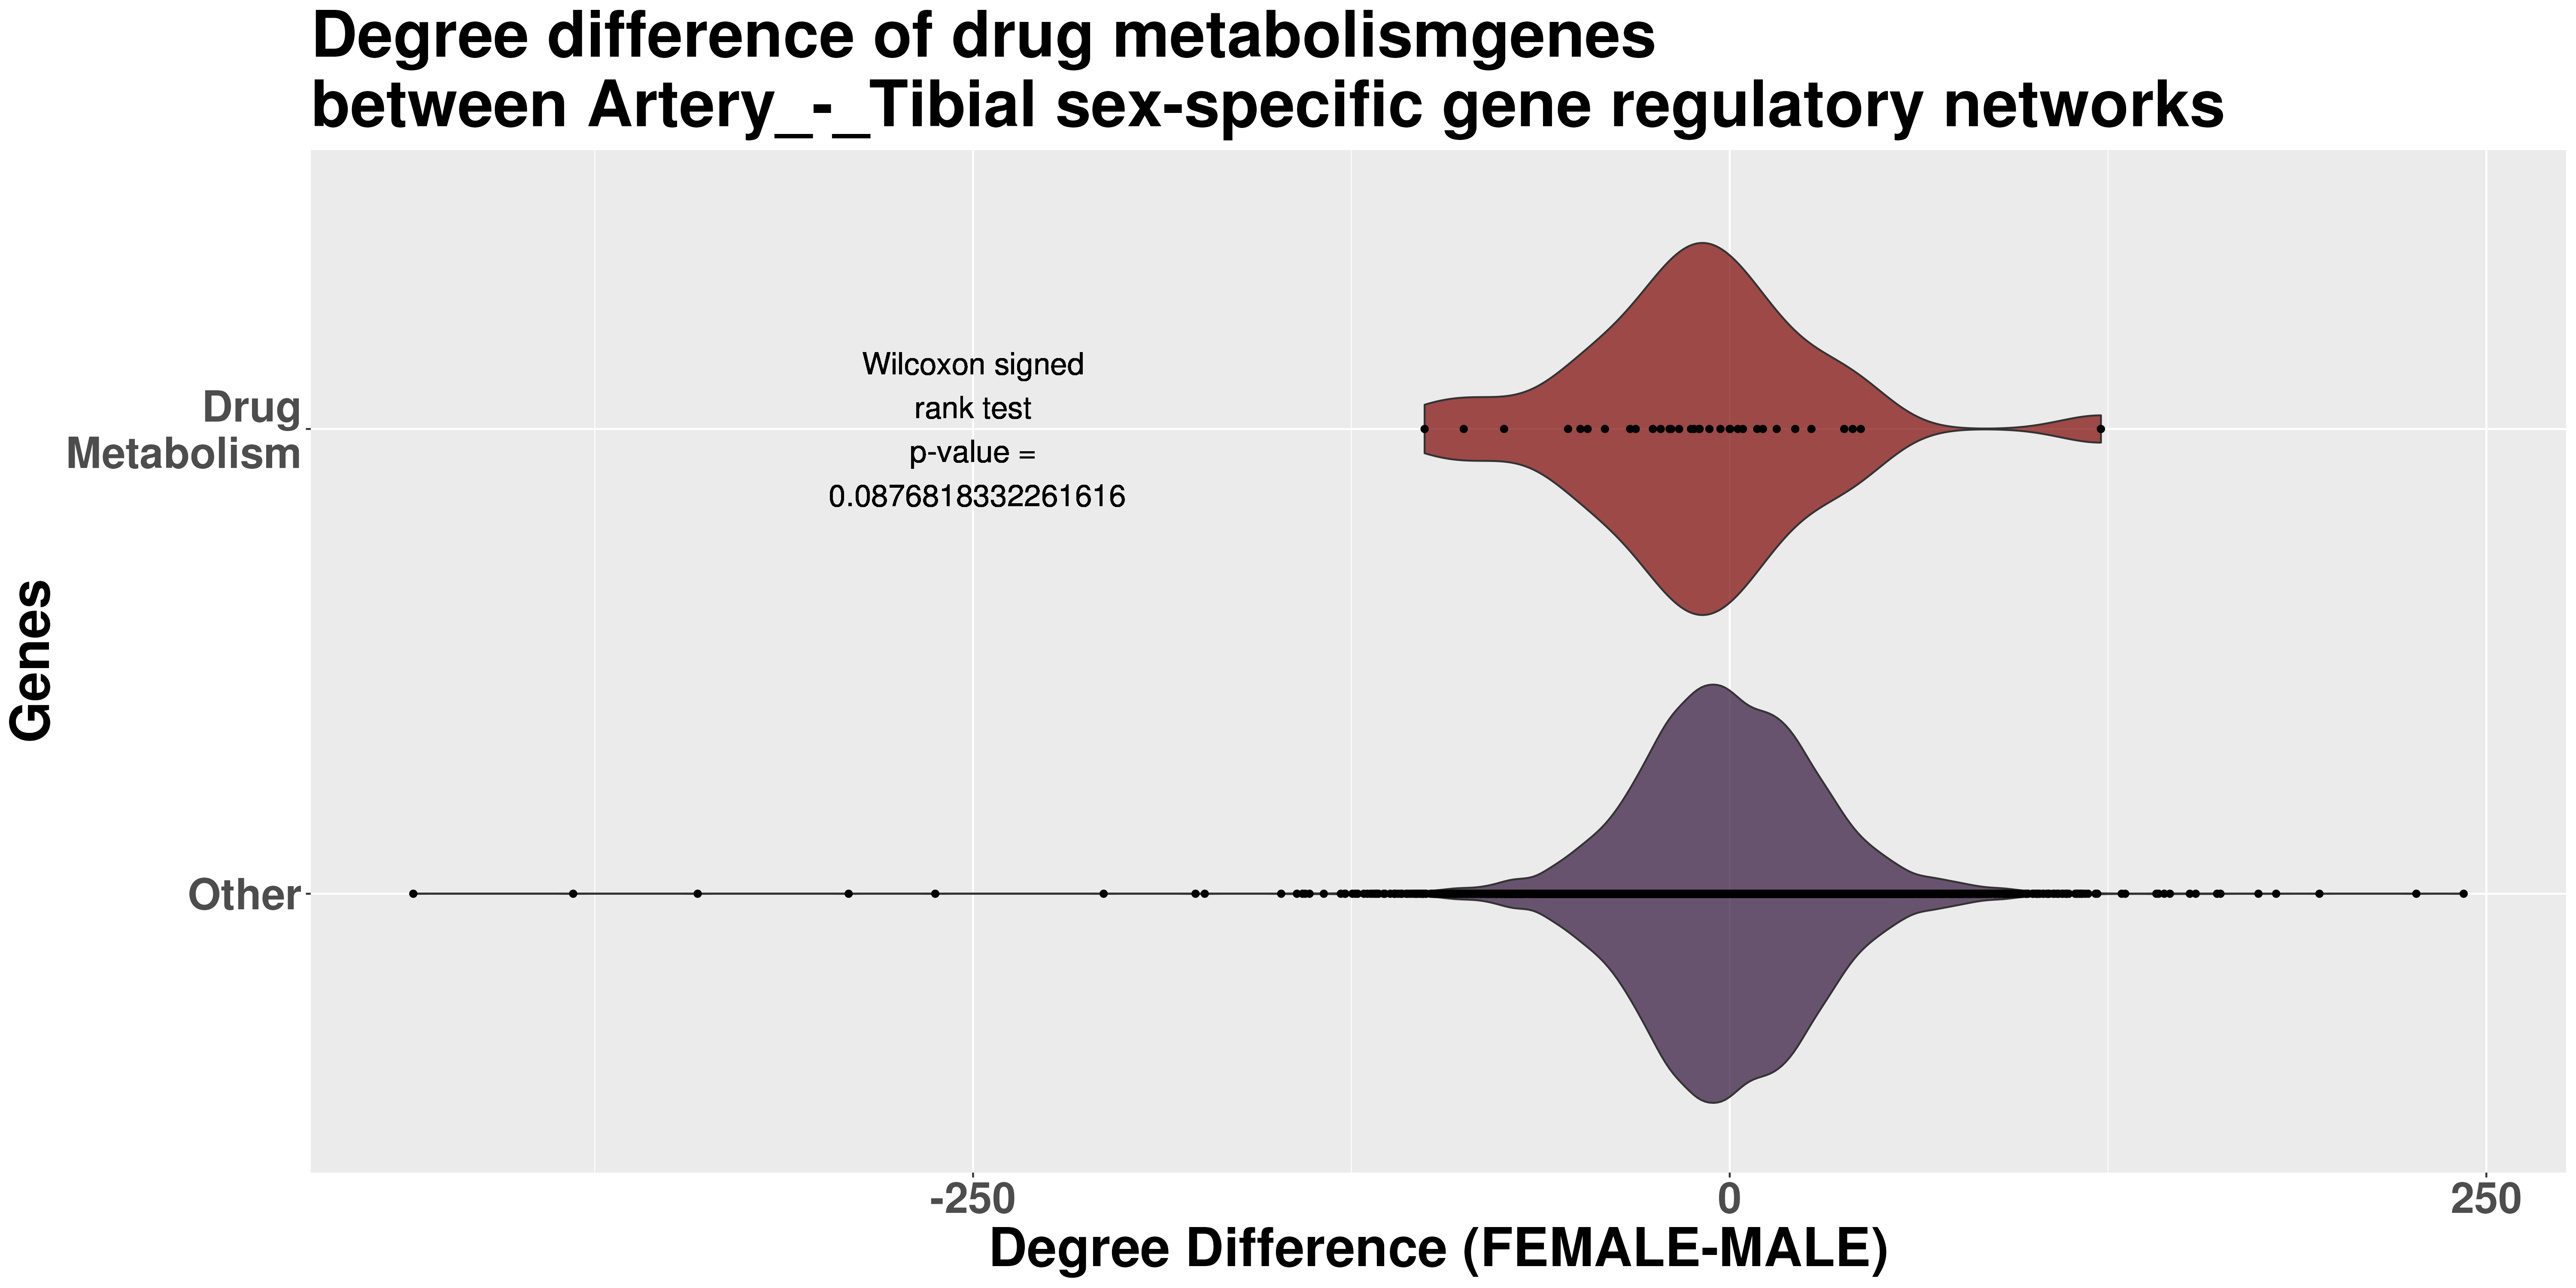 Degree difference of drug metabolismgenes
between Artery_-_Tibial sex-specific gene regulatory networks
Wilcoxon signed
rank test
p-value =
0.0876818332261616
Drug
Metabolism
Other
Genes
-250
0
250
Degree Difference (FEMALE-MALE)